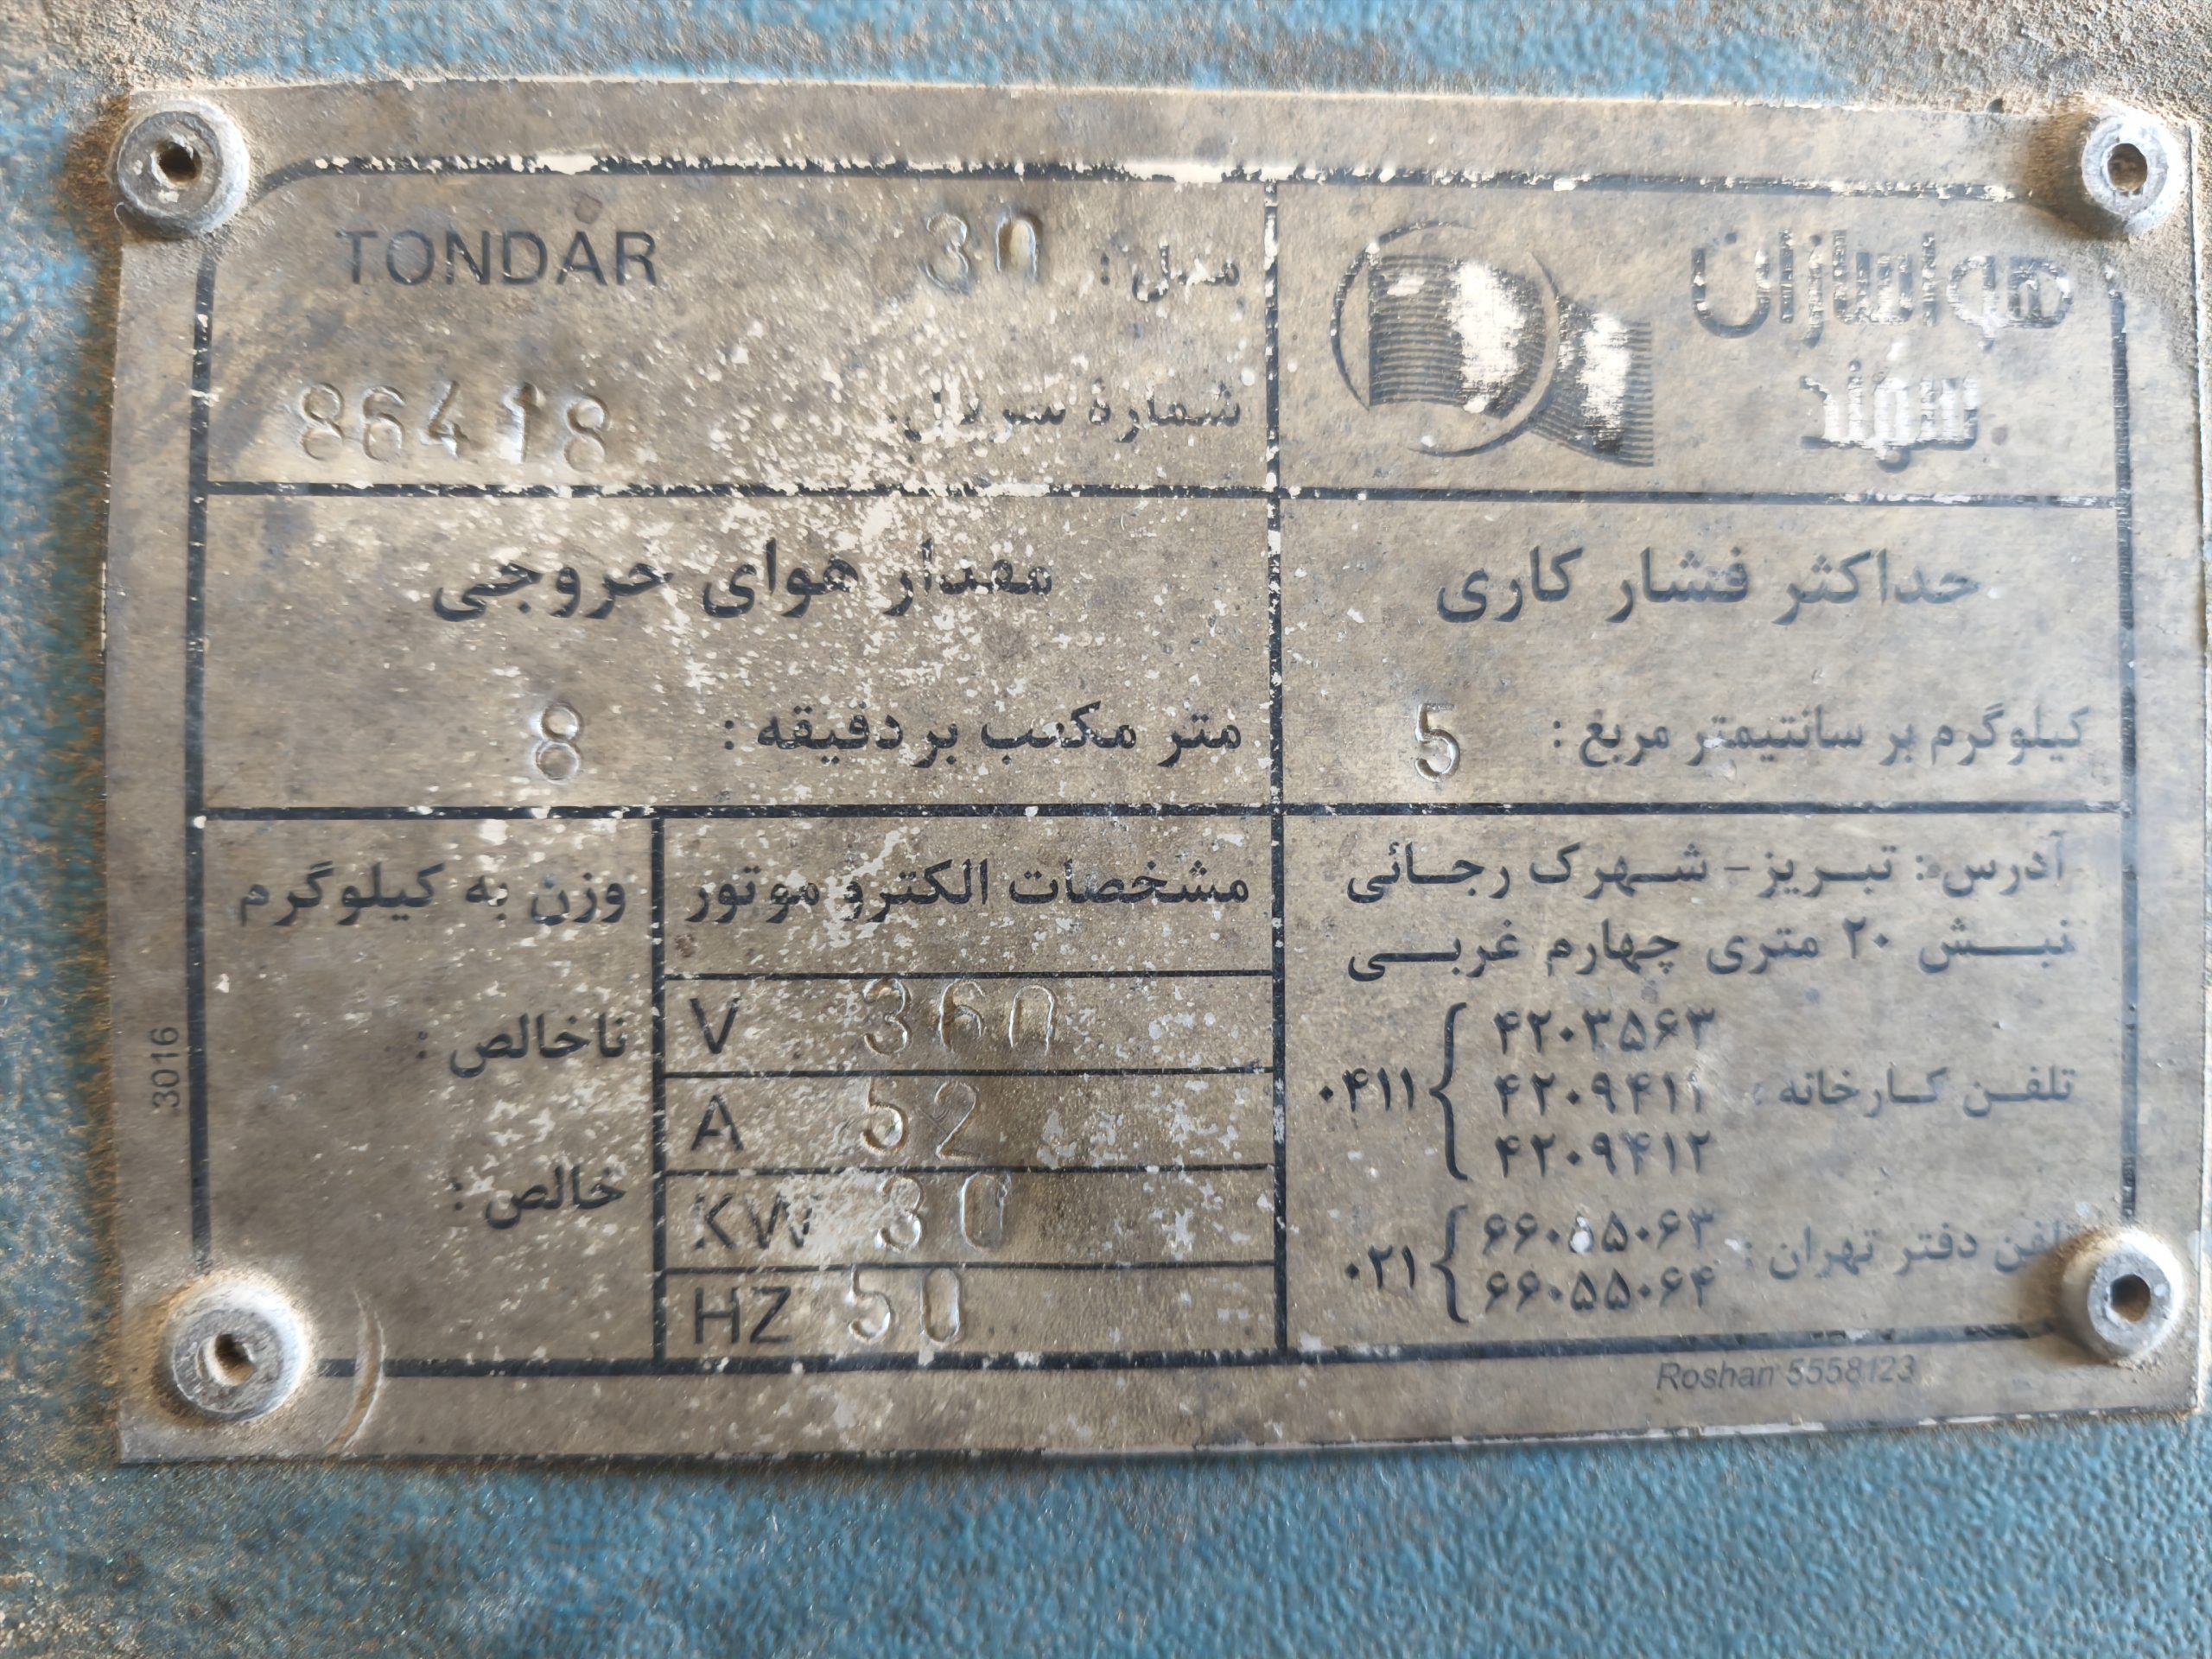 هواسازان
سهند
مدل : 30 TONDAR
شمارهٔ سریال: 86418
حداکثر فشار کاری
کیلوگرم بر سانتیمتر مربع : 5
مقدار هوای خروجی
متر مکعب بر دقیقه : 8
آدرس: تبریز - شهرک رجائی
نبش ۲۰ متری چهارم غربی
تلفن کارخانه : ۰۴۱۱
۴۲۰۳۵۶۳
۴۲۰۹۴۱۱
۴۲۰۹۴۱۲
تلفن دفتر تهران : ۰۲۱
۶۶۰۵۵۰۶۳
۶۶۰۵۵۰۶۴
مشخصات الکترو موتور
V 360
A 52
KW 30
HZ 50
وزن به کیلوگرم
ناخالص :
خالص :
3016
Roshan 5558123